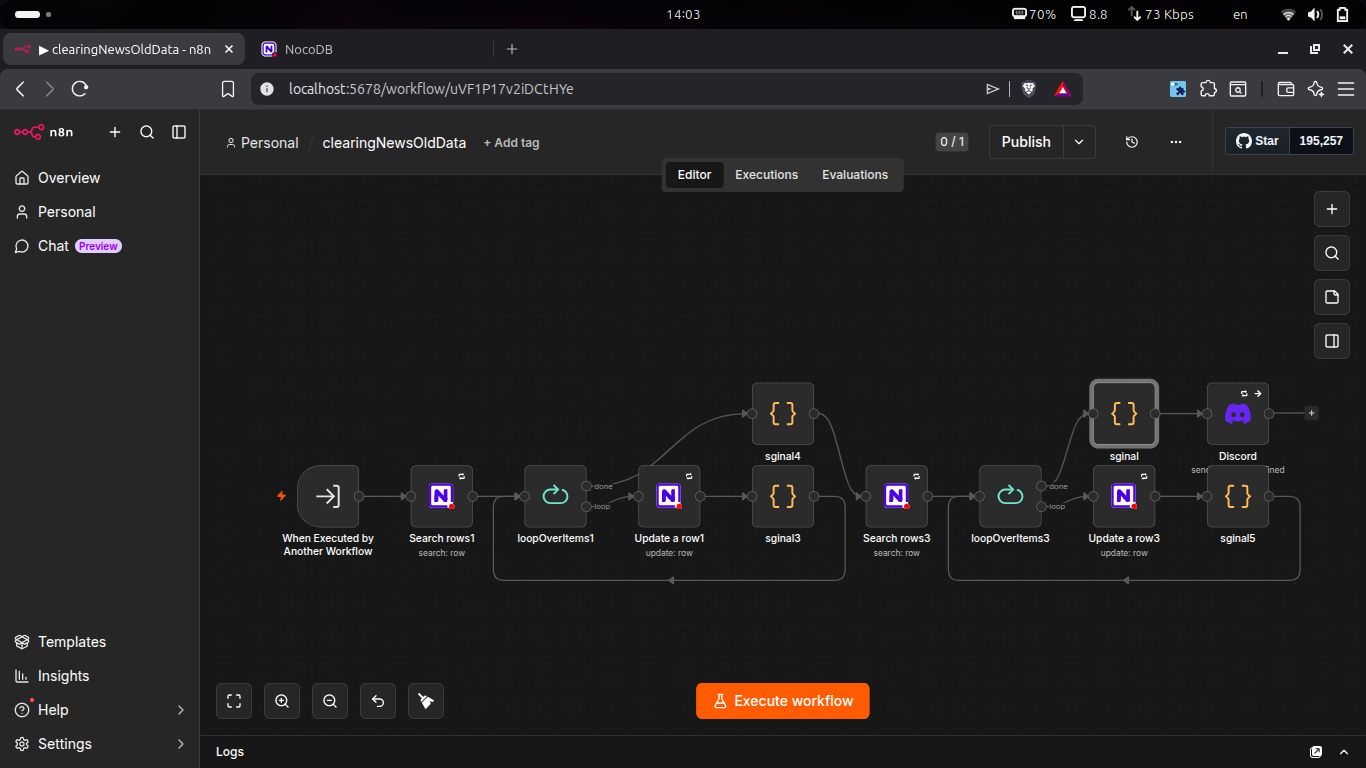 14:03
70%
8.8
73 Kbps
en
▶ clearingNewsOldData - n8n
NocoDB
localhost:5678/workflow/uVF1P17v2iDCtHYe
n8n
Personal / clearingNewsOldData + Add tag
0 / 1
Publish
Star 195,257
Editor Executions Evaluations
Overview
Personal
Chat Preview
sginal4
sginal
Discord
done
loop
done
loop
When Executed by
Another Workflow
Search rows1
search: row
loopOverItems1
Update a row1
update: row
sginal3
Search rows3
search: row
loopOverItems3
Update a row3
update: row
sginal5
Templates
Insights
Help
Settings
Execute workflow
Logs